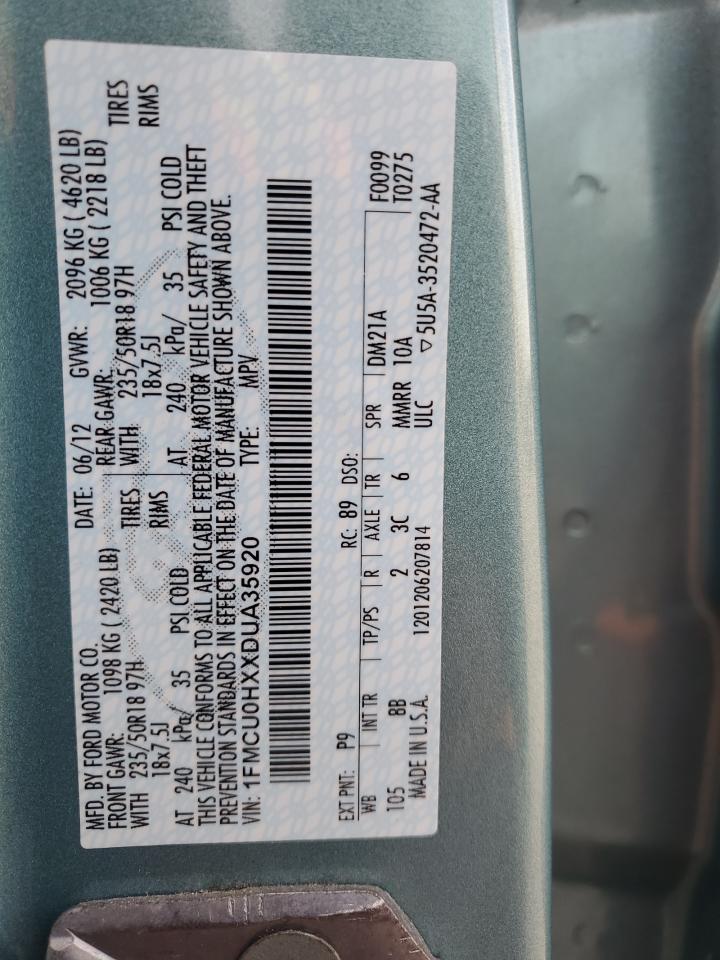 MFD. BY FORD MOTOR CO.
DATE: 06/12 GVWR: 2096 KG ( 4620 LB)
FRONT GAWR: 1098 KG ( 2420 LB) REAR GAWR: 1006 KG ( 2218 LB)
WITH 235/50R18 97H TIRES WITH 235/50R18 97H TIRES
18x7.5J RIMS 18x7.5J RIMS
AT 240 kPa/ 35 PSI COLD AT 240 kPa/ 35 PSI COLD
THIS VEHICLE CONFORMS TO ALL APPLICABLE FEDERAL MOTOR VEHICLE SAFETY AND THEFT
PREVENTION STANDARDS IN EFFECT ON THE DATE OF MANUFACTURE SHOWN ABOVE.
VIN: 1FMCU0HXXDUA35920 TYPE: MPV
EXT PNT: P9 RC: 89 DSO: F0099
WB INT TR TP/PS R AXLE TR SPR DM21A T0275
105 8B 2 3C 6 MMRR 10A
MADE IN U.S.A. 1201206207814 ULC ▽5U5A-3520472-AA